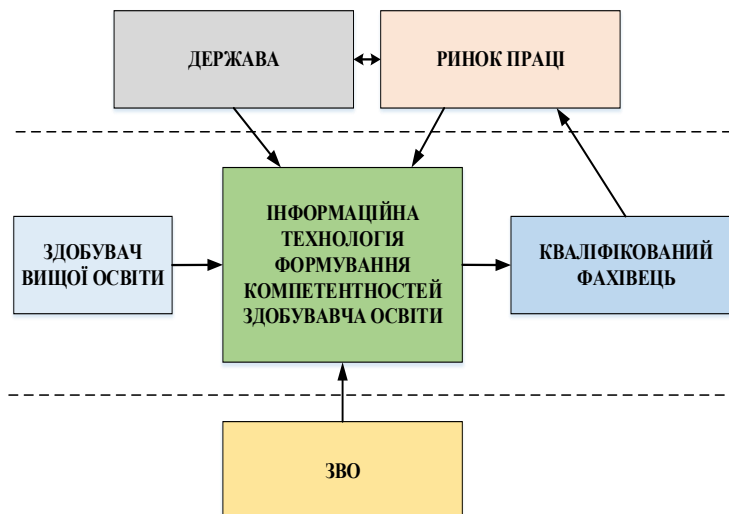 ДЕРЖАВА
РИНОК ПРАЦІ
ІНФОРМАЦІЙНА
ТЕХНОЛОГІЯ
ФОРМУВАННЯ
КОМПЕТЕНТНОСТЕЙ
ЗДОБУВАВЧА ОСВІТИ
ЗДОБУВАЧ
ВИЩОЇ ОСВІТИ
КВАЛІФІКОВАНИЙ
ФАХІВЕЦЬ
ЗВО